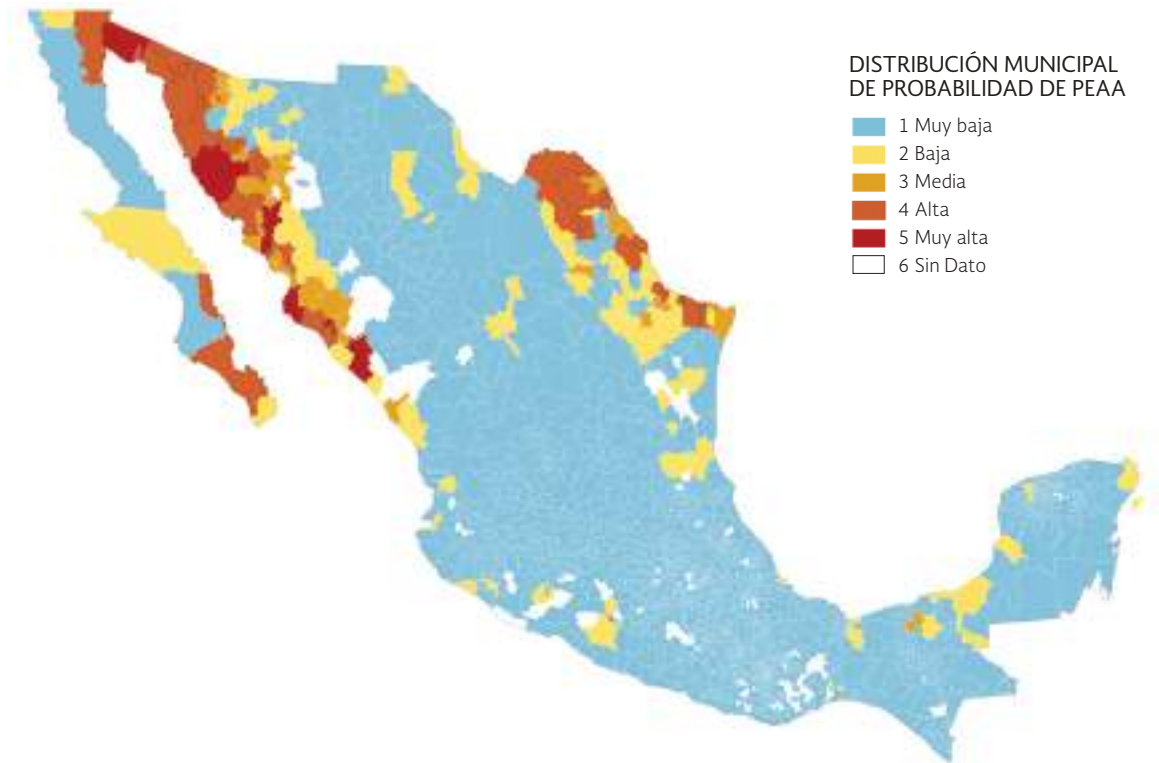 DISTRIBUCIÓN MUNICIPAL
DE PROBABILIDAD DE PEAA
1 Muy baja
2 Baja
3 Media
4 Alta
5 Muy alta
6 Sin Dato